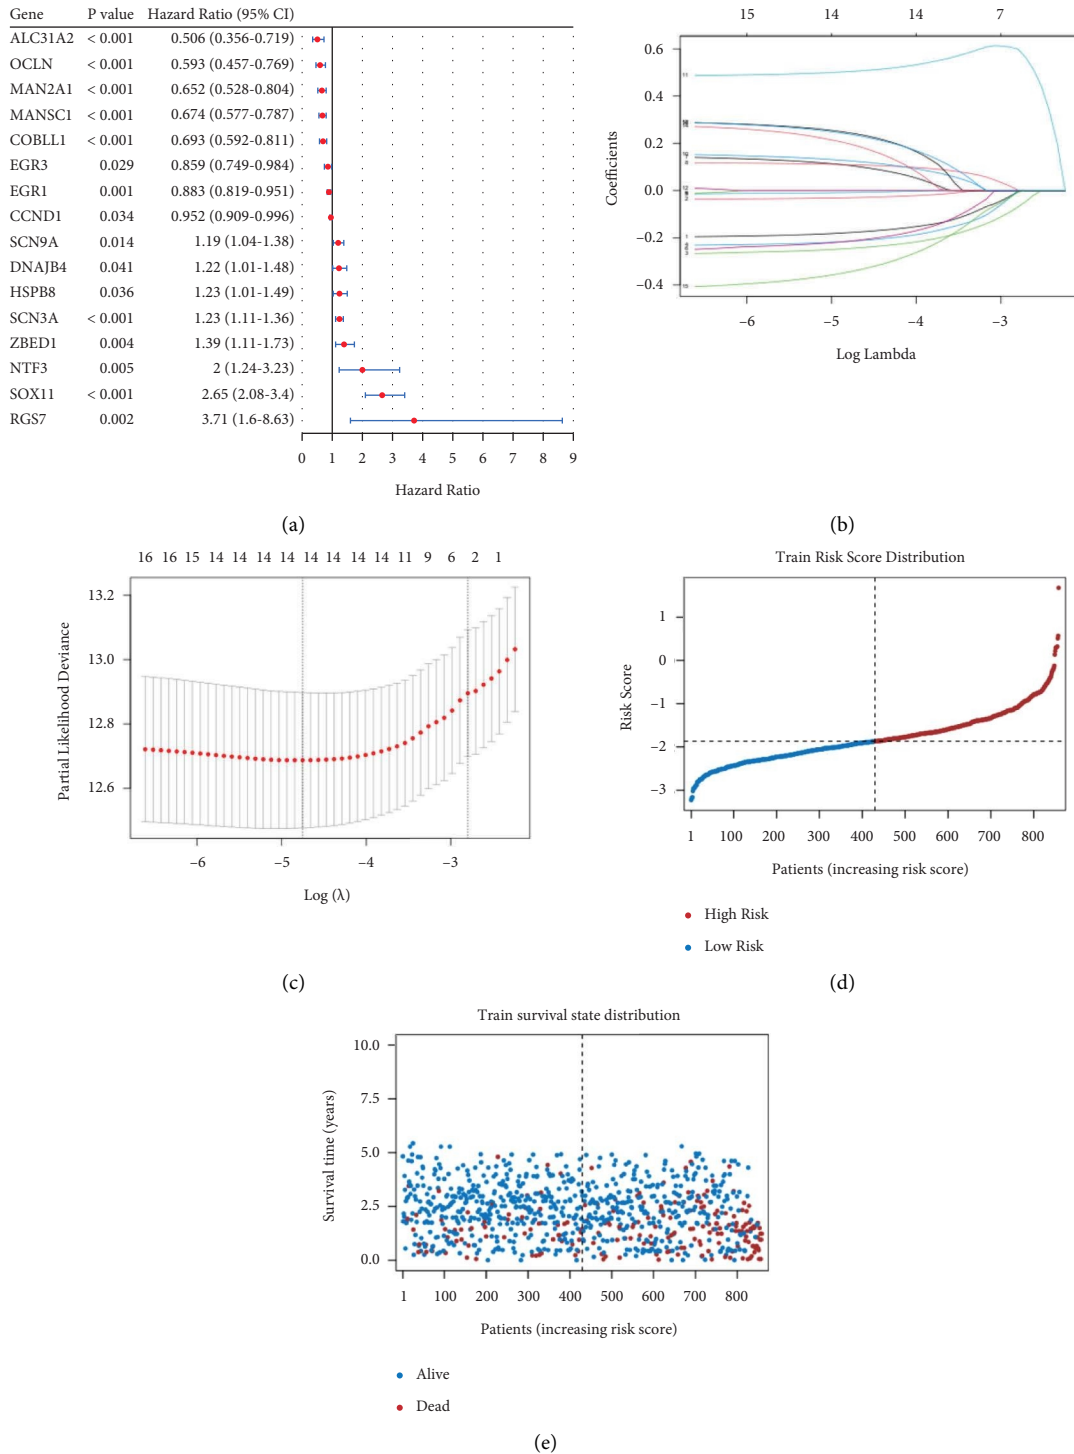 Gene P value Hazard Ratio (95% CI)
ALC31A2 < 0.001 0.506 (0.356-0.719)
OCLN < 0.001 0.593 (0.457-0.769)
MAN2A1 < 0.001 0.652 (0.528-0.804)
MANSC1 < 0.001 0.674 (0.577-0.787)
COBLL1 < 0.001 0.693 (0.592-0.811)
EGR3 0.029 0.859 (0.749-0.984)
EGR1 0.001 0.883 (0.819-0.951)
CCND1 0.034 0.952 (0.909-0.996)
SCN9A 0.014 1.19 (1.04-1.38)
DNAJB4 0.041 1.22 (1.01-1.48)
HSPB8 0.036 1.23 (1.01-1.49)
SCN3A < 0.001 1.23 (1.11-1.36)
ZBED1 0.004 1.39 (1.11-1.73)
NTF3 0.005 2 (1.24-3.23)
SOX11 < 0.001 2.65 (2.08-3.4)
RGS7 0.002 3.71 (1.6-8.63)
0 1 2 3 4 5 6 7 8 9
Hazard Ratio
(a)
15 14 14 7
0.6
0.4
0.2
0.0
−0.2
−0.4
Coefficients
−6 −5 −4 −3
Log Lambda
(b)
16 16 15 14 14 14 14 14 14 14 14 11 9 6 2 1
13.2
13.0
12.8
12.6
Partial Likelihood Deviance
−6 −5 −4 −3
Log (λ)
(c)
Train Risk Score Distribution
1
0
−1
−2
−3
Risk Score
1 100 200 300 400 500 600 700 800
Patients (increasing risk score)
High Risk
Low Risk
(d)
Train survival state distribution
10.0
7.5
5.0
2.5
0.0
Survival time (years)
1 100 200 300 400 500 600 700 800
Patients (increasing risk score)
Alive
Dead
(e)